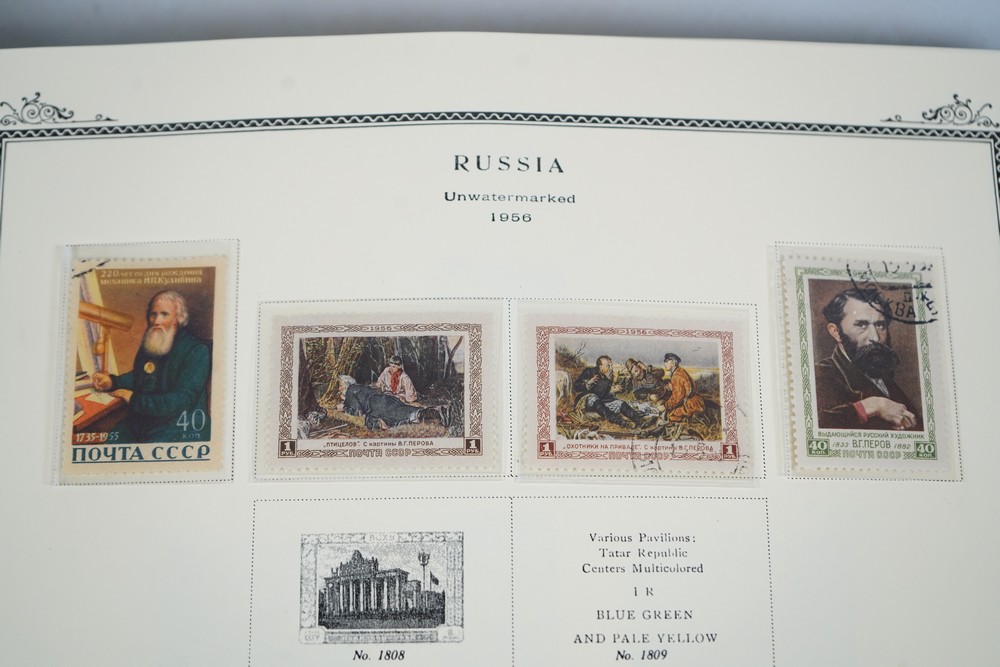 RUSSIA
Unwatermarked
1956
220 лет со дня рождения
механика И.П.Кулибина
40
КОП
1735-1955
ПОЧТА СССР
1956
1 РУБ.
„ПТИЦЕЛОВ“. С картины В.Г.ПЕРОВА
ПОЧТА СССР
1 РУБ.
1956
1 РУБ.
„ОХОТНИКИ НА ПРИВАЛЕ“. С картины В.Г.ПЕРОВА
ПОЧТА СССР
1 РУБ.
МОСКВА
ВЫДАЮЩИЙСЯ РУССКИЙ ХУДОЖНИК
1833 В.Г.ПЕРОВ 1882
40 КОП.
ПОЧТА СССР
40 КОП.
ВСХВ
No. 1808
Various Pavilions:
Tatar Republic
Centers Multicolored
1 R
BLUE GREEN
AND PALE YELLOW
No. 1809